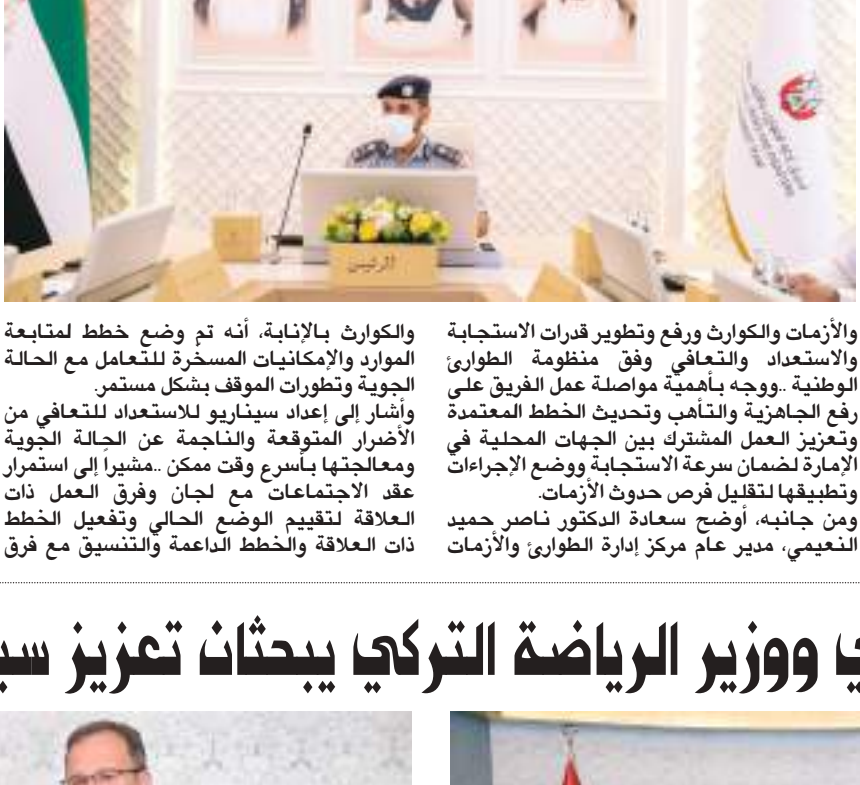 الرئيس
والأزمات والكوارث ورفع وتطوير قدرات الاستجابة
والاستعداد والتعافي وفق منظومة الطوارئ
الوطنية ..ووجه بأهمية مواصلة عمل الفريق على
رفع الجاهزية والتأهب وتحديث الخطط المعتمدة
وتعزيز العمل المشترك بين الجهات المحلية في
الإمارة لضمان سرعة الاستجابة ووضع الإجراءات
وتطبيقها لتقليل فرص حدوث الأزمات.
ومن جانبه، أوضح سعادة الدكتور ناصر حميد
النعيمي، مدير عام مركز إدارة الطوارئ والأزمات
والكوارث بالإنابة، أنه تم وضع خطط لمتابعة
الموارد والإمكانيات المسخرة للتعامل مع الحالة
الجوية وتطورات الموقف بشكل مستمر.
وأشار إلى إعداد سيناريو للاستعداد للتعافي من
الأضرار المتوقعة والناجمة عن الحالة الجوية
ومعالجتها بأسرع وقت ممكن ..مشيراً إلى استمرار
عقد الاجتماعات مع لجان وفرق العمل ذات
العلاقة لتقييم الوضع الحالي وتفعيل الخطط
ذات العلاقة والخطط الداعمة والتنسيق مع فرق
ووزير الرياضة التركي يبحثان تعزيز